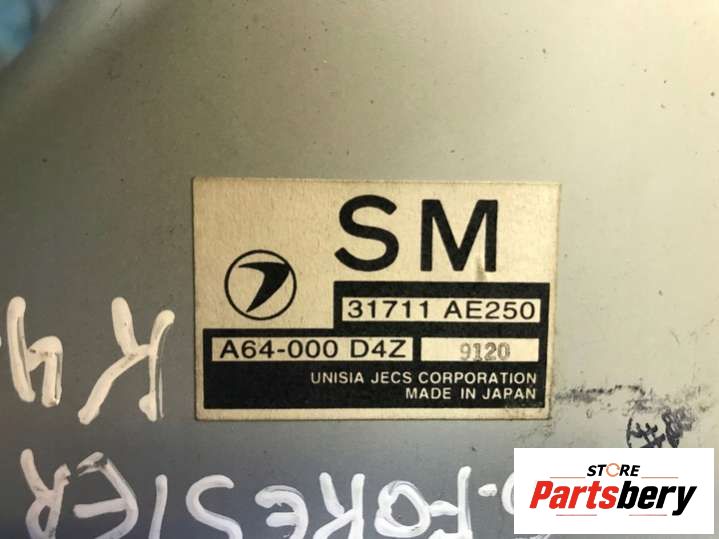 SM
31711 AE250
A64-000 D4Z 9120
UNISIA JECS CORPORATION
MADE IN JAPAN
FORESTER
STORE
Partsbery